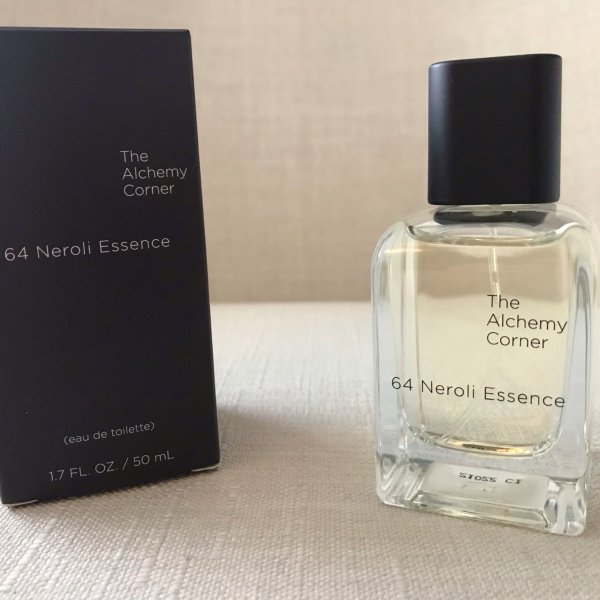 The
Alchemy
Corner
64 Neroli Essence
(eau de toilette)
1.7 FL. OZ. / 50 mL
The
Alchemy
Corner
64 Neroli Essence